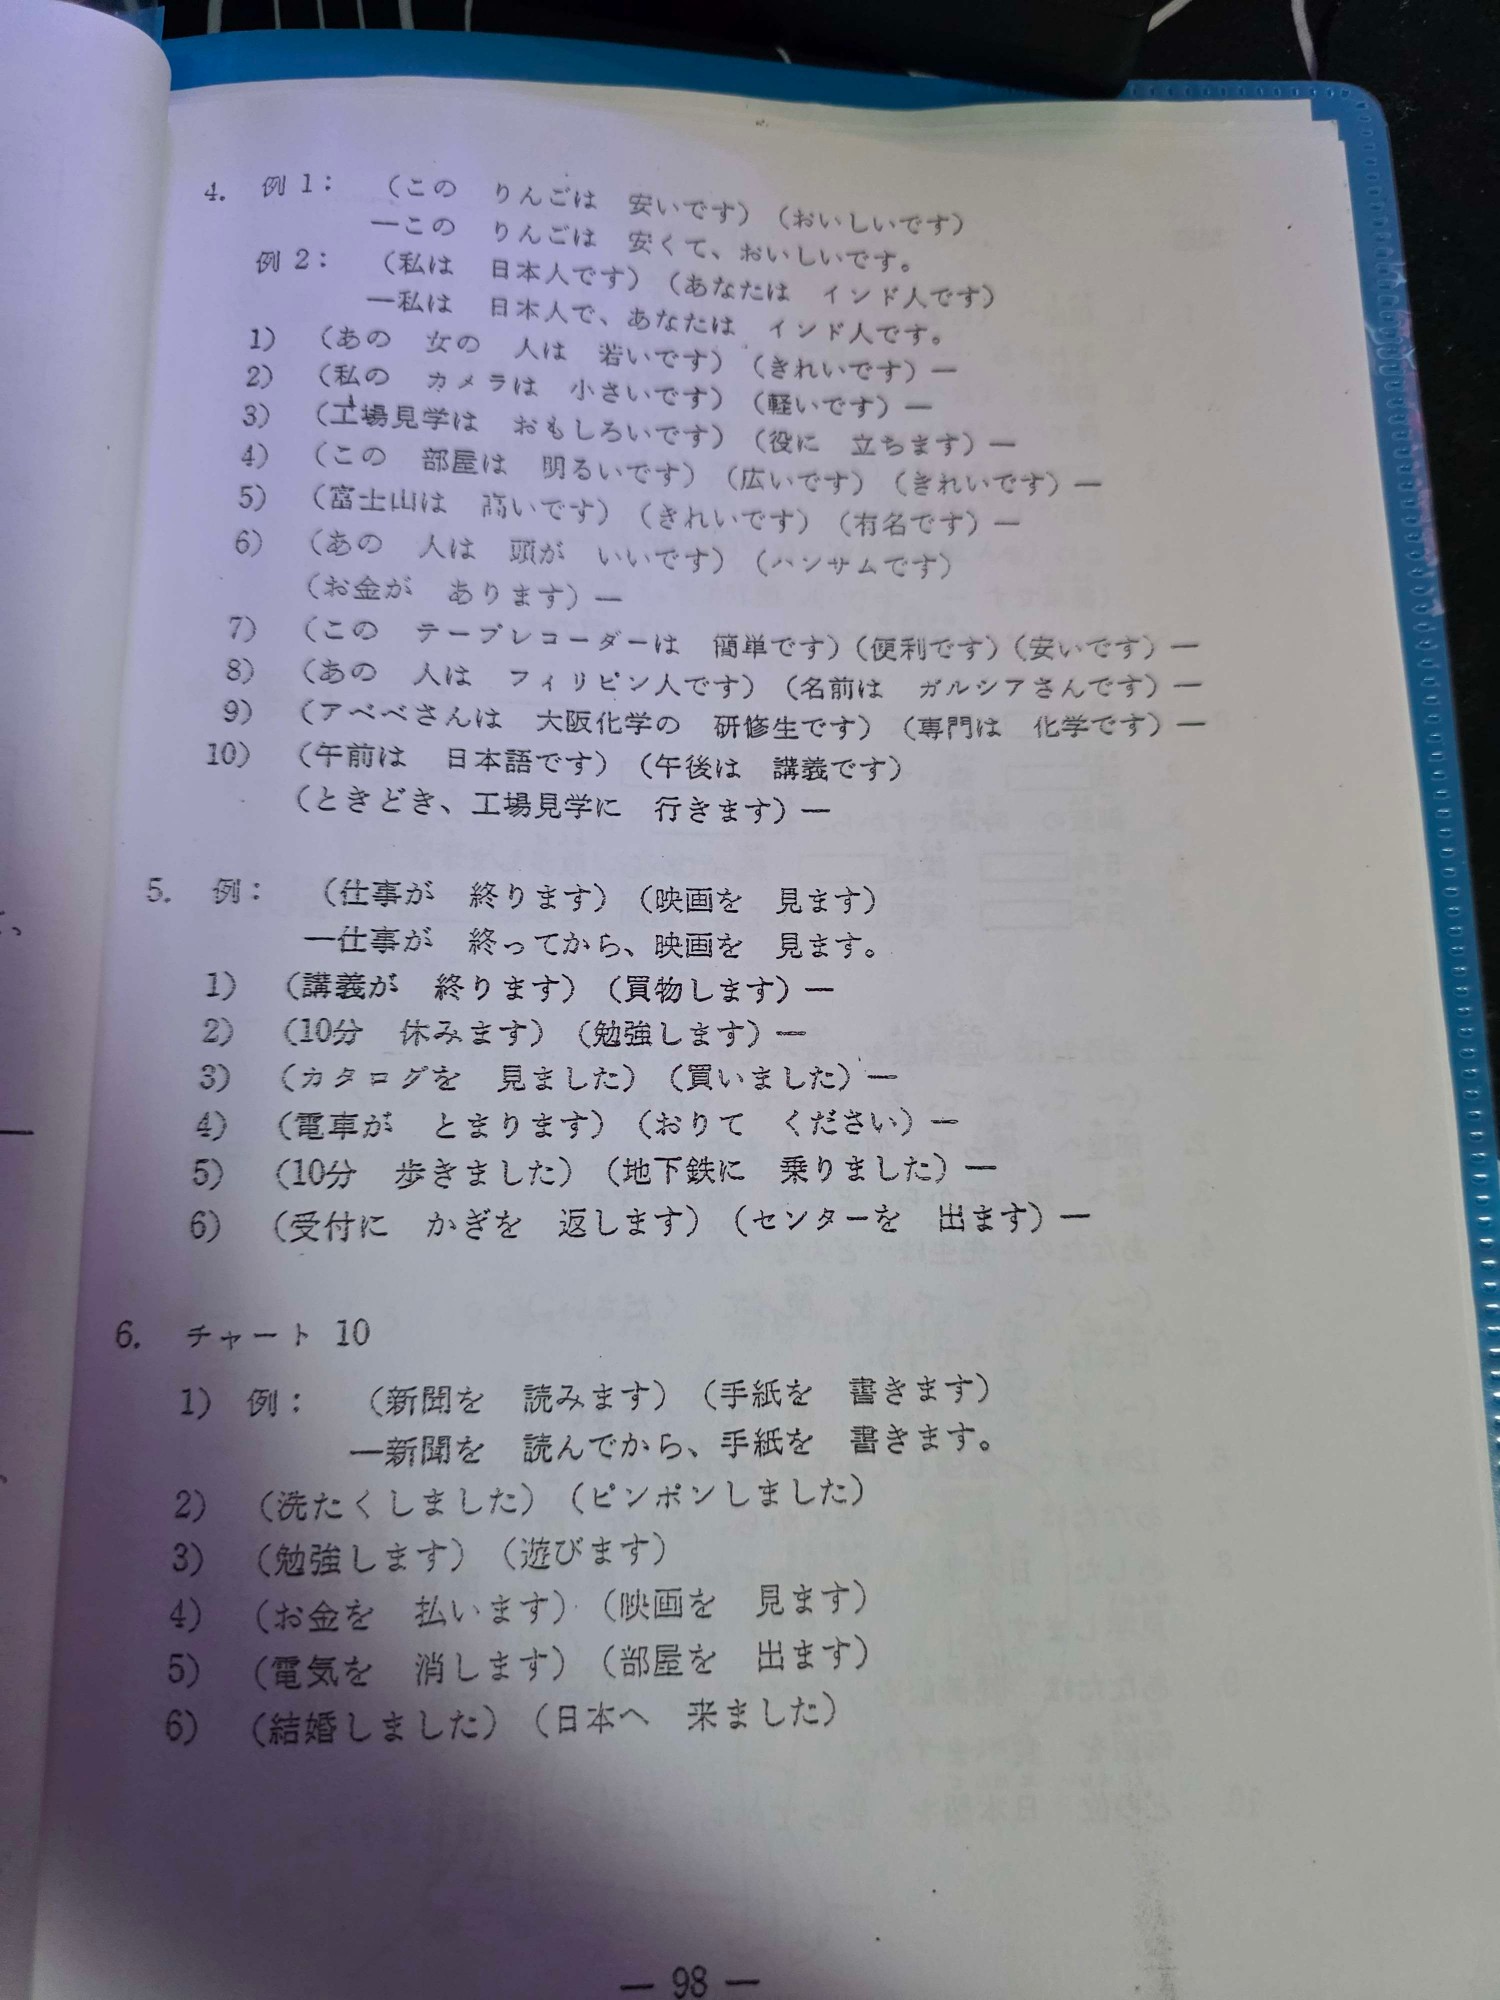 4. 例1: (この りんごは 安いです) (おいしいです)
—この りんごは 安くて、おいしいです。
例2: (私は 日本人です) (あなたは インド人です)
—私は 日本人で、あなたは インド人です。
1) (あの 女の 人は 若いです) (きれいです) —
2) (私の カメラは 小さいです) (軽いです) —
3) (工場見学は おもしろいです) (役に 立ちます) —
4) (この 部屋は 明るいです) (広いです) (きれいです) —
5) (富士山は 高いです) (きれいです) (有名です) —
6) (あの 人は 頭が いいです) (ハンサムです)
(お金が あります) —
7) (この テープレコーダーは 簡単です) (便利です) (安いです) —
8) (あの 人は フィリピン人です) (名前は ガルシアさんです) —
9) (アベベさんは 大阪化学の 研修生です) (専門は 化学です) —
10) (午前は 日本語です) (午後は 講義です)
(ときどき、工場見学に 行きます) —
5. 例: (仕事が 終ります) (映画を 見ます)
—仕事が 終ってから、映画を 見ます。
1) (講義が 終ります) (買物します) —
2) (10分 休みます) (勉強します) —
3) (カタログを 見ました) (買いました) —
4) (電車が とまります) (おりて ください) —
5) (10分 歩きました) (地下鉄に 乗りました) —
6) (受付に かぎを 返します) (センターを 出ます) —
6. チャート 10
1) 例: (新聞を 読みます) (手紙を 書きます)
—新聞を 読んでから、手紙を 書きます。
2) (洗たくしました) (ピンポンしました)
3) (勉強します) (遊びます)
4) (お金を 払います) (映画を 見ます)
5) (電気を 消します) (部屋を 出ます)
6) (結婚しました) (日本へ 来ました)
— 98 —